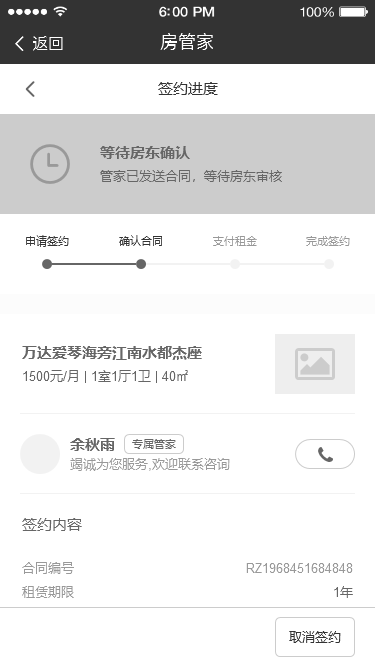 6:00 PM 100%
返回 房管家
签约进度
等待房东确认
管家已发送合同，等待房东审核
申请签约 确认合同 支付租金 完成签约
万达爱琴海旁江南水都杰座
1500元/月 | 1室1厅1卫 | 40㎡
余秋雨 专属管家
竭诚为您服务,欢迎联系咨询
签约内容
合同编号 RZ1968451684848
租赁期限 1年
取消签约